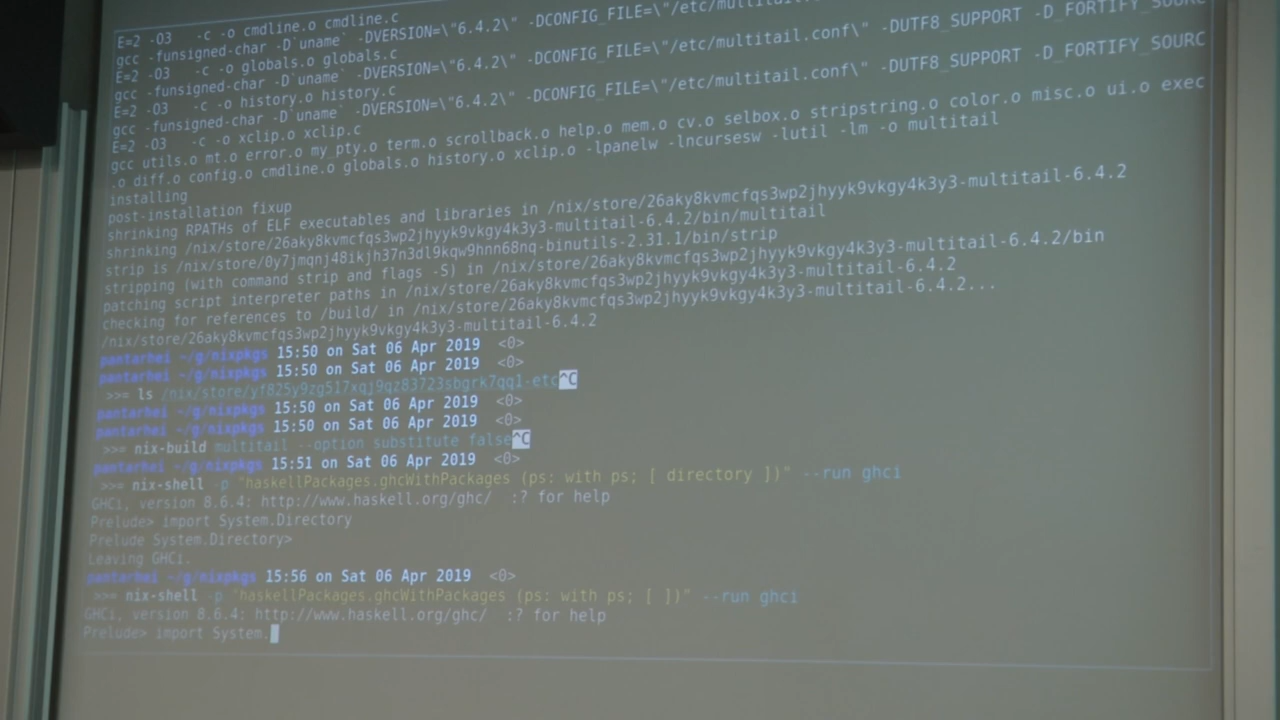 E=2 -O3   -c -o cmdline.o cmdline.c
gcc -funsigned-char -D`uname` -DVERSION=\"6.4.2\" -DCONFIG_FILE=\"/etc/multitail.
E=2 -O3   -c -o globals.o globals.c
gcc -funsigned-char -D`uname` -DVERSION=\"6.4.2\" -DCONFIG_FILE=\"/etc/multitail.conf\" -DUTF8_SUPPORT -D_FORTIFY_SOURC
E=2 -O3   -c -o history.o history.c
gcc -funsigned-char -D`uname` -DVERSION=\"6.4.2\" -DCONFIG_FILE=\"/etc/multitail.conf\" -DUTF8_SUPPORT -D_FORTIFY_SOURC
E=2 -O3   -c -o xclip.o xclip.c
gcc utils.o mt.o error.o my_pty.o term.o scrollback.o help.o mem.o cv.o selbox.o stripstring.o color.o misc.o ui.o exec
.o diff.o config.o cmdline.o globals.o history.o xclip.o -lpanelw -lncursesw -lutil -lm -o multitail
installing
post-installation fixup
shrinking RPATHs of ELF executables and libraries in /nix/store/26aky8kvmcfqs3wp2jhyyk9vkgy4k3y3-multitail-6.4.2
shrinking /nix/store/26aky8kvmcfqs3wp2jhyyk9vkgy4k3y3-multitail-6.4.2/bin/multitail
strip is /nix/store/0y7jmqnj48ikjh37n3dl9kqw9hnn68nq-binutils-2.31.1/bin/strip
stripping (with command strip and flags -S) in /nix/store/26aky8kvmcfqs3wp2jhyyk9vkgy4k3y3-multitail-6.4.2/bin
patching script interpreter paths in /nix/store/26aky8kvmcfqs3wp2jhyyk9vkgy4k3y3-multitail-6.4.2
checking for references to /build/ in /nix/store/26aky8kvmcfqs3wp2jhyyk9vkgy4k3y3-multitail-6.4.2...
/nix/store/26aky8kvmcfqs3wp2jhyyk9vkgy4k3y3-multitail-6.4.2
pantarhei ~/g/nixpkgs 15:50 on Sat 06 Apr 2019  <0>
pantarhei ~/g/nixpkgs 15:50 on Sat 06 Apr 2019  <0>
>>= ls /nix/store/yf825y9zg517xgj9qz83723sbgrk7qq1-etc^C
pantarhei ~/g/nixpkgs 15:50 on Sat 06 Apr 2019  <0>
pantarhei ~/g/nixpkgs 15:50 on Sat 06 Apr 2019  <0>
>>= nix-build multitail --option substitute false^C
pantarhei ~/g/nixpkgs 15:51 on Sat 06 Apr 2019  <0>
>>= nix-shell -p "haskellPackages.ghcWithPackages (ps: with ps; [ directory ])" --run ghci
GHCi, version 8.6.4: http://www.haskell.org/ghc/  :? for help
Prelude> import System.Directory
Prelude System.Directory>
Leaving GHCi.
pantarhei ~/g/nixpkgs 15:56 on Sat 06 Apr 2019  <0>
>>= nix-shell -p "haskellPackages.ghcWithPackages (ps: with ps; [ ])" --run ghci
GHCi, version 8.6.4: http://www.haskell.org/ghc/  :? for help
Prelude> import System.